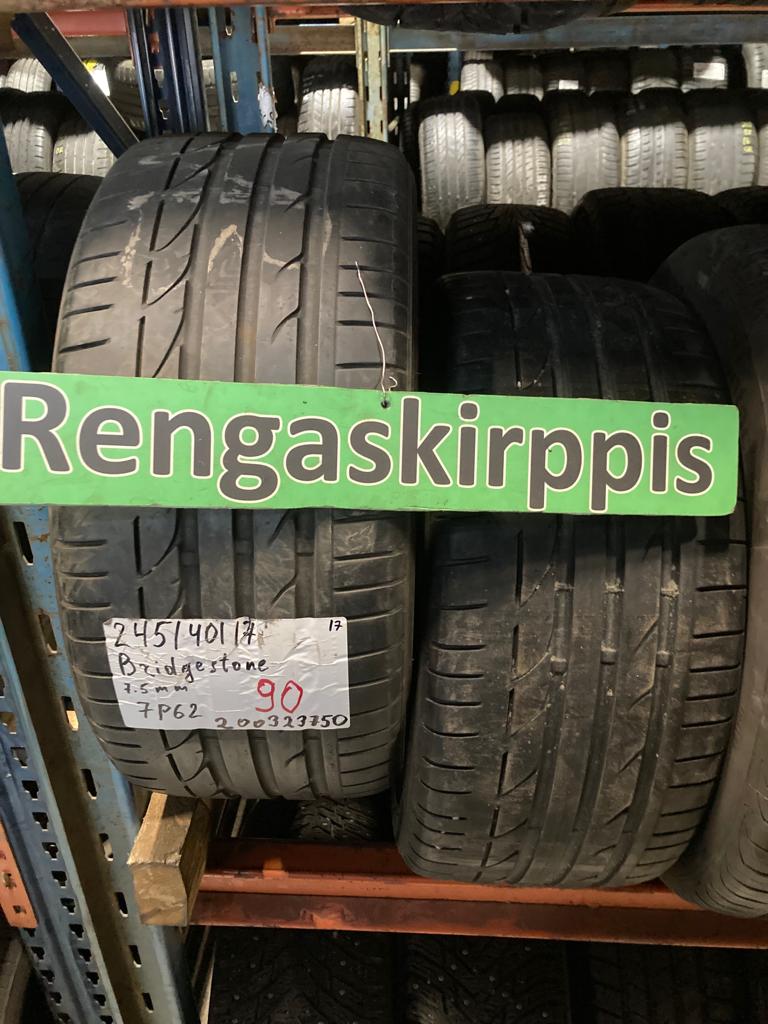 Rengaskirppis
245/40/17 17
Bridgestone
7.5mm 90
7P62 200323750